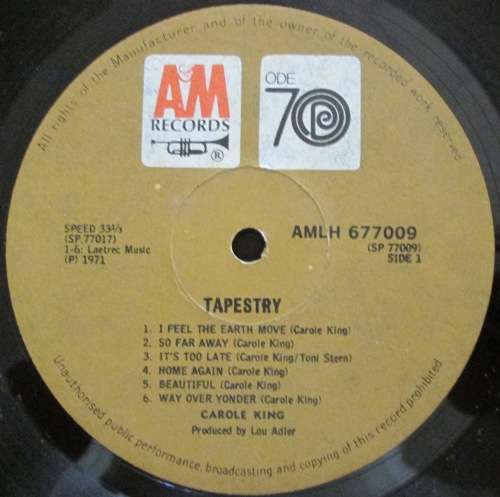 All rights of the Manufacturer and of the owner of the recorded work reserved
A&M
RECORDS
®
ODE
70
SPEED 33⅓
(SP 77017)
1-6: Laetrec Music
(P) 1971
AMLH 677009
(SP 77009)
SIDE 1
TAPESTRY
1. I FEEL THE EARTH MOVE (Carole King)
2. SO FAR AWAY (Carole King)
3. IT'S TOO LATE (Carole King/Toni Stern)
4. HOME AGAIN (Carole King)
5. BEAUTIFUL (Carole King)
6. WAY OVER YONDER (Carole King)
CAROLE KING
Produced by Lou Adler
Unauthorised public performance, broadcasting and copying of this record prohibited